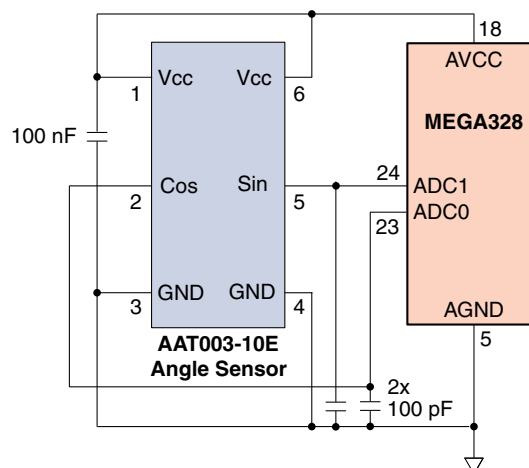 18
AVCC
MEGA328
1
Vcc
Vcc
6
100 nF
24
ADC1
2
Cos
Sin
5
ADC0
23
3
GND
GND
4
AGND
5
AAT003-10E
Angle Sensor
2x
100 pF